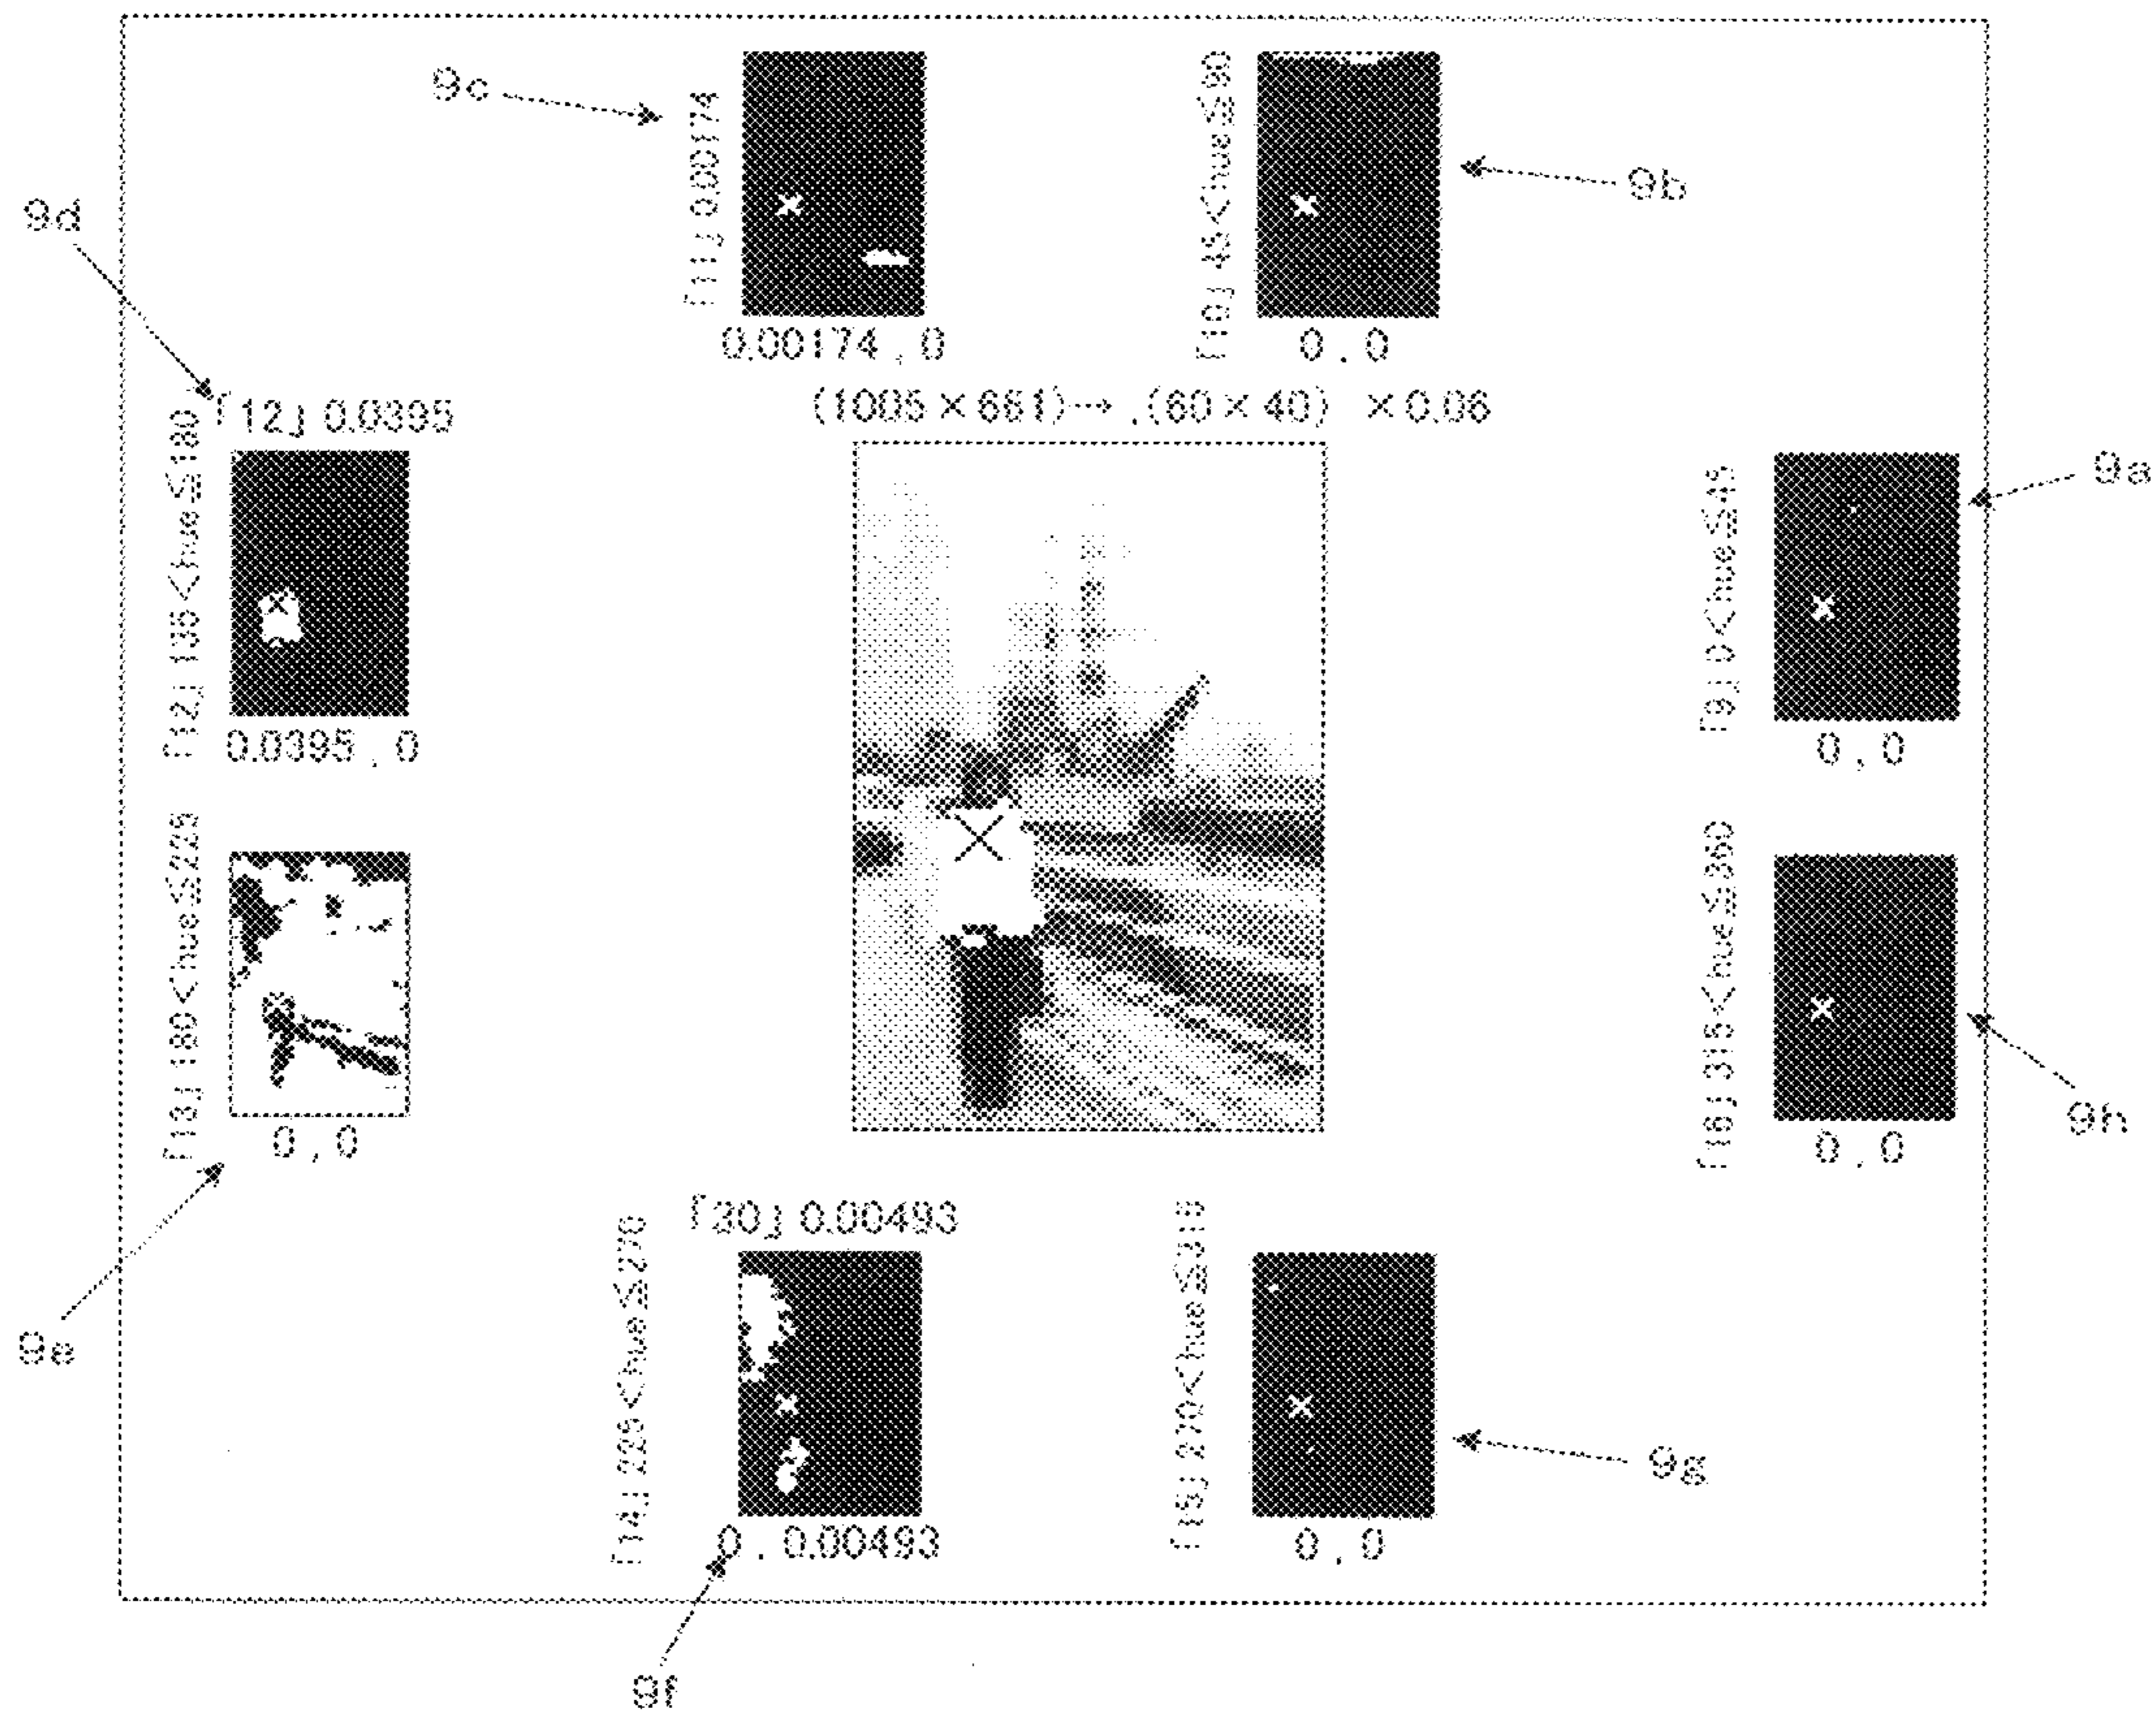 9c
9b
9d
「11」 0.00174
「10」 45<hue≦90
0.00174 , 0
0 , 0
「12」 0.0395
(1005×661)→ .(60×40) ×0.06
9a
「12」 135<hue≦180
「9」 0<hue≦45
0.0395 , 0
0 , 0
「13」 180<hue≦225
「16」 315<hue≦360
0 , 0
0 , 0
9h
「20」 0.00493
9e
「14」 225<hue≦270
「15」 270<hue≦315
9g
0 , 0.00493
0 , 0
9f